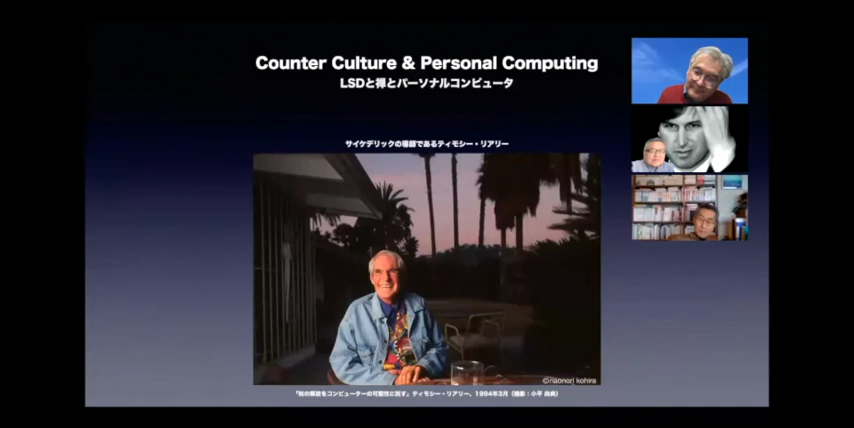 Counter Culture & Personal Computing
LSDと禅とパーソナルコンピュータ
サイケデリックの導師であるティモシー・リアリー
©naonori kohira
「知の解放をコンピューターの可能性に託す」ティモシー・リアリー、1994年3月（撮影：小平 尚典）